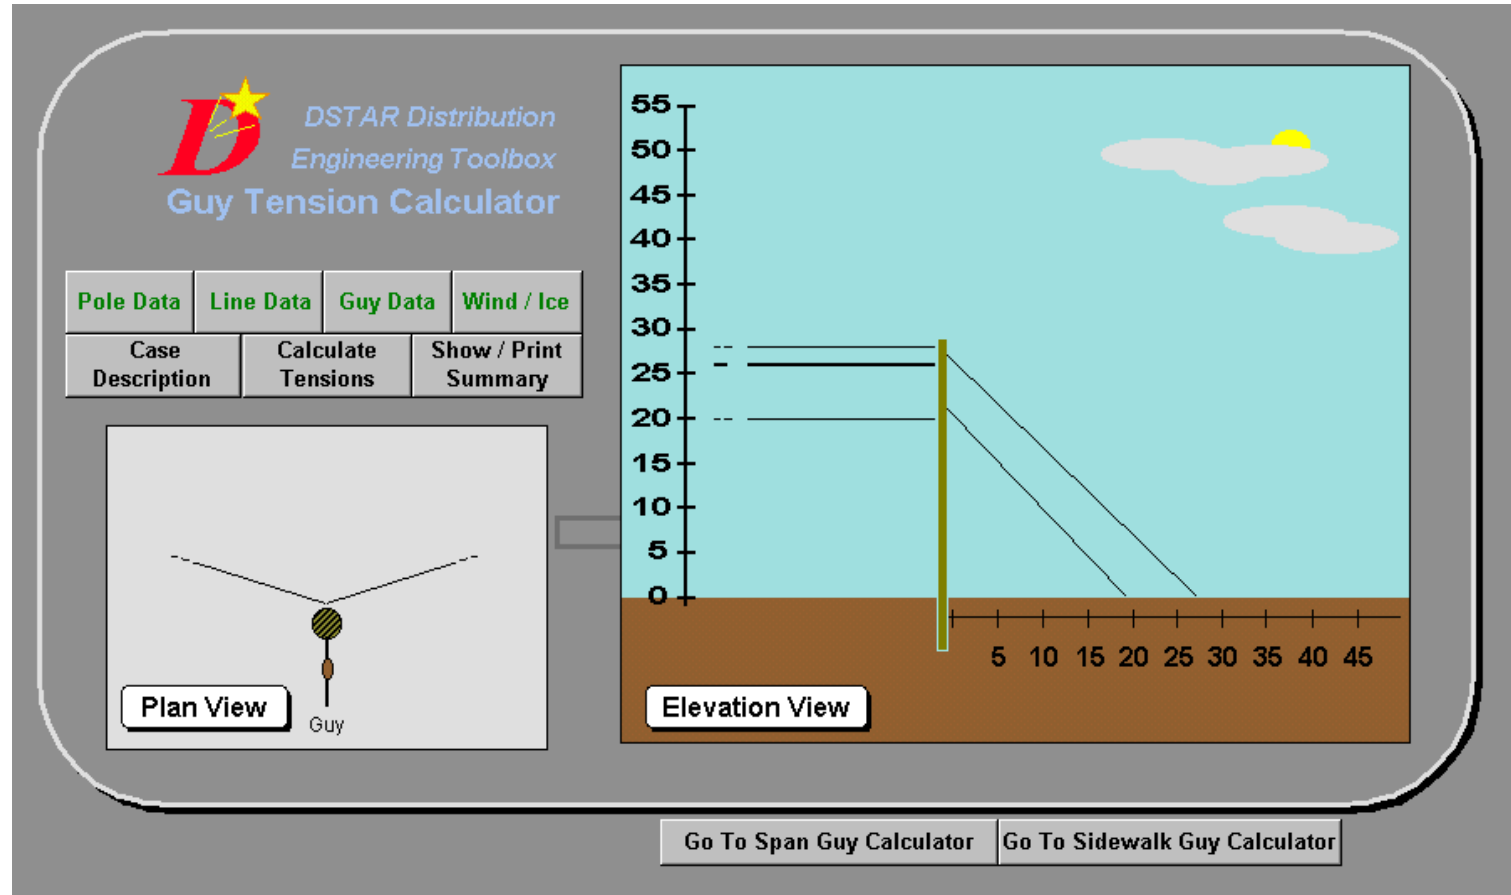 DSTAR Distribution
Engineering Toolbox
Guy Tension Calculator
Pole Data
Line Data
Guy Data
Wind / Ice
Case
Description
Calculate
Tensions
Show / Print
Summary
Plan View
Guy
55
50
45
40
35
30
25
20
15
10
5
0
5 10 15 20 25 30 35 40 45
Elevation View
Go To Span Guy Calculator
Go To Sidewalk Guy Calculator